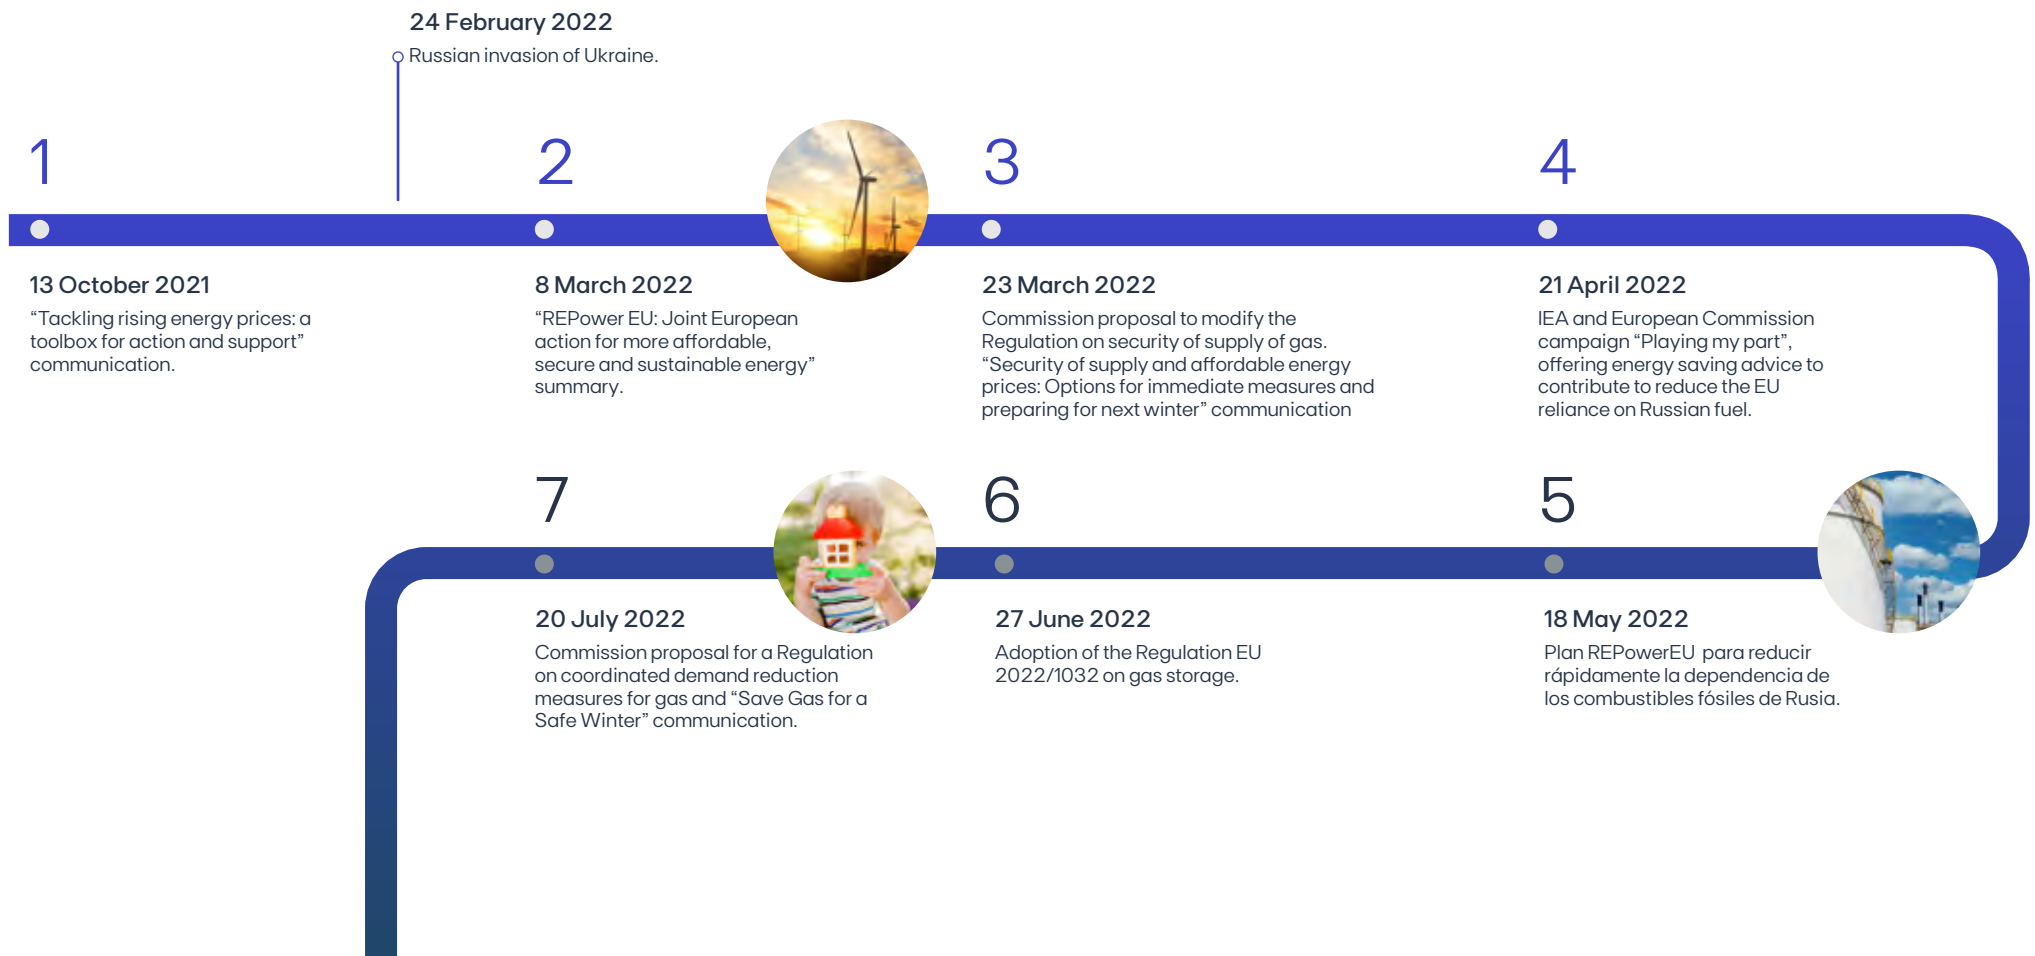 24 February 2022
Russian invasion of Ukraine.
1
13 October 2021
“Tackling rising energy prices: a
toolbox for action and support”
communication.
2
8 March 2022
“REPower EU: Joint European
action for more affordable,
secure and sustainable energy”
summary.
3
23 March 2022
Commission proposal to modify the
Regulation on security of supply of gas.
“Security of supply and affordable energy
prices: Options for immediate measures and
preparing for next winter” communication
4
21 April 2022
IEA and European Commission
campaign “Playing my part”,
offering energy saving advice to
contribute to reduce the EU
reliance on Russian fuel.
5
18 May 2022
Plan REPowerEU para reducir
rápidamente la dependencia de
los combustibles fósiles de Rusia.
6
27 June 2022
Adoption of the Regulation EU
2022/1032 on gas storage.
7
20 July 2022
Commission proposal for a Regulation
on coordinated demand reduction
measures for gas and “Save Gas for a
Safe Winter” communication.